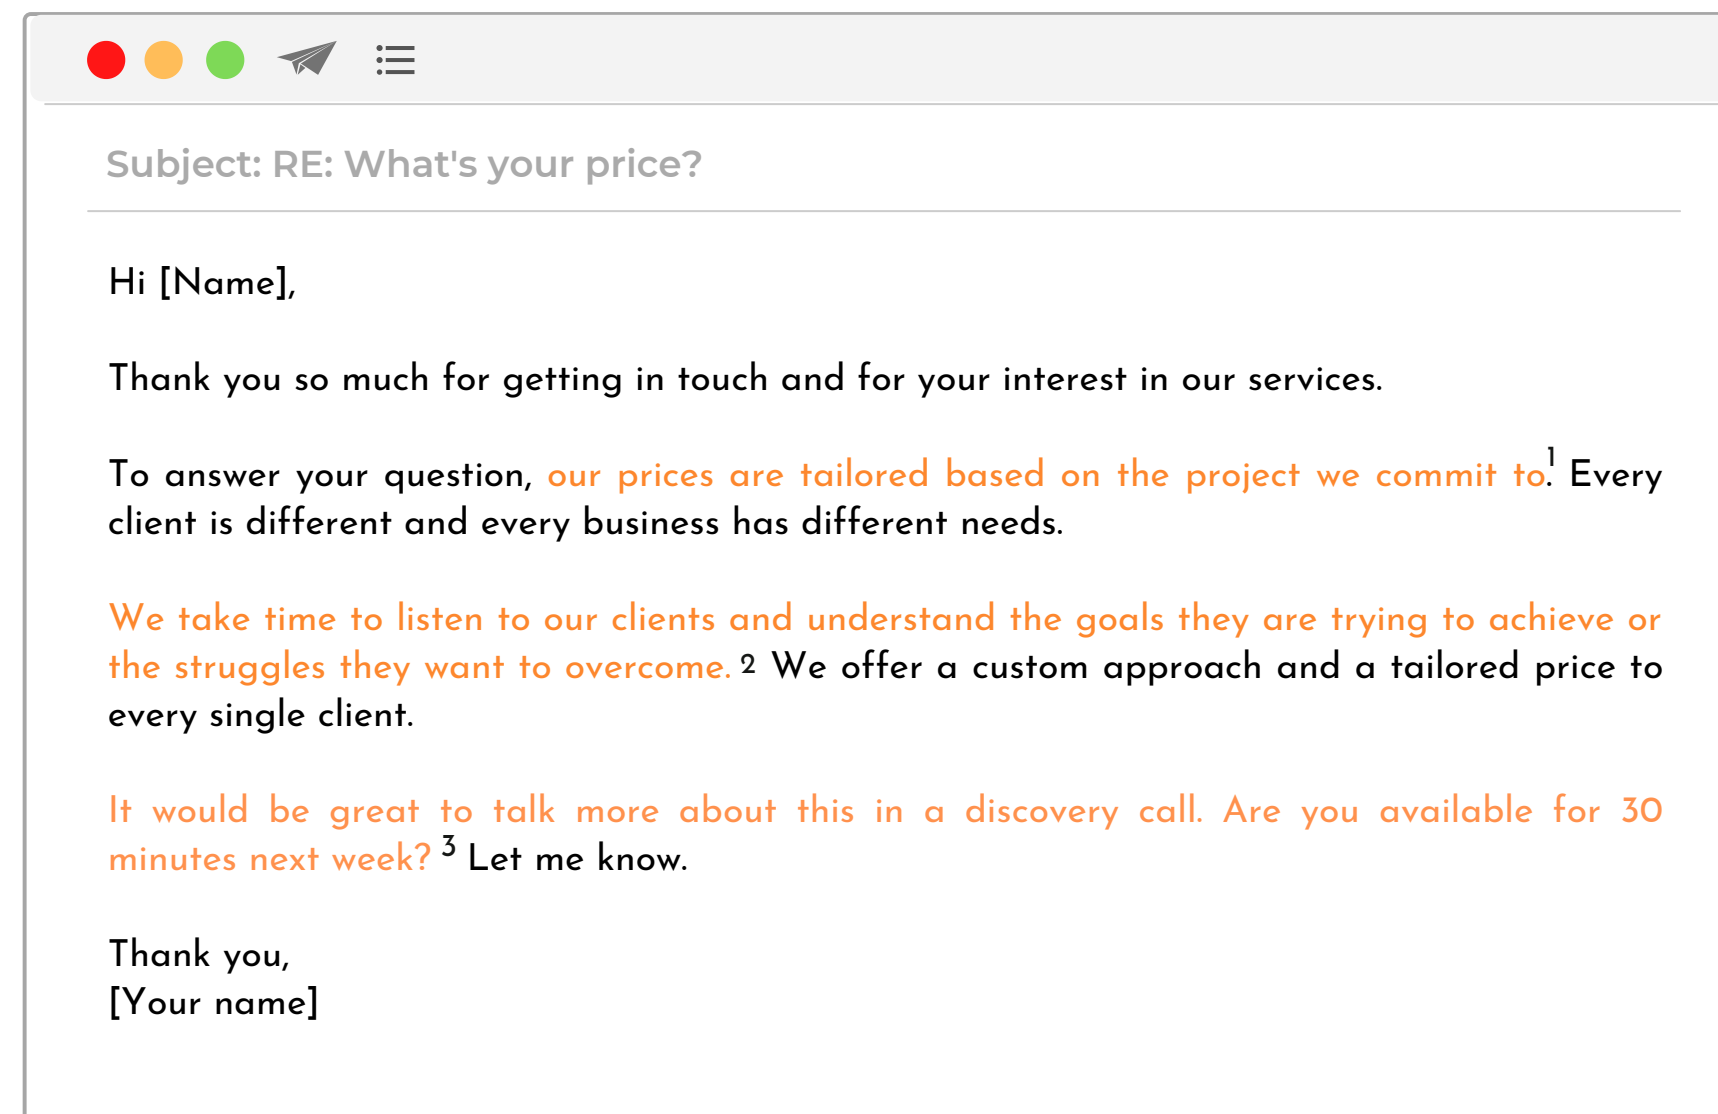 Subject: RE: What's your price?
Hi [Name],
Thank you so much for getting in touch and for your interest in our services.
To answer your question, our prices are tailored based on the project we commit to.1 Every
client is different and every business has different needs.
We take time to listen to our clients and understand the goals they are trying to achieve or
the struggles they want to overcome. 2 We offer a custom approach and a tailored price to
every single client.
It would be great to talk more about this in a discovery call. Are you available for 30
minutes next week? 3 Let me know.
Thank you,
[Your name]